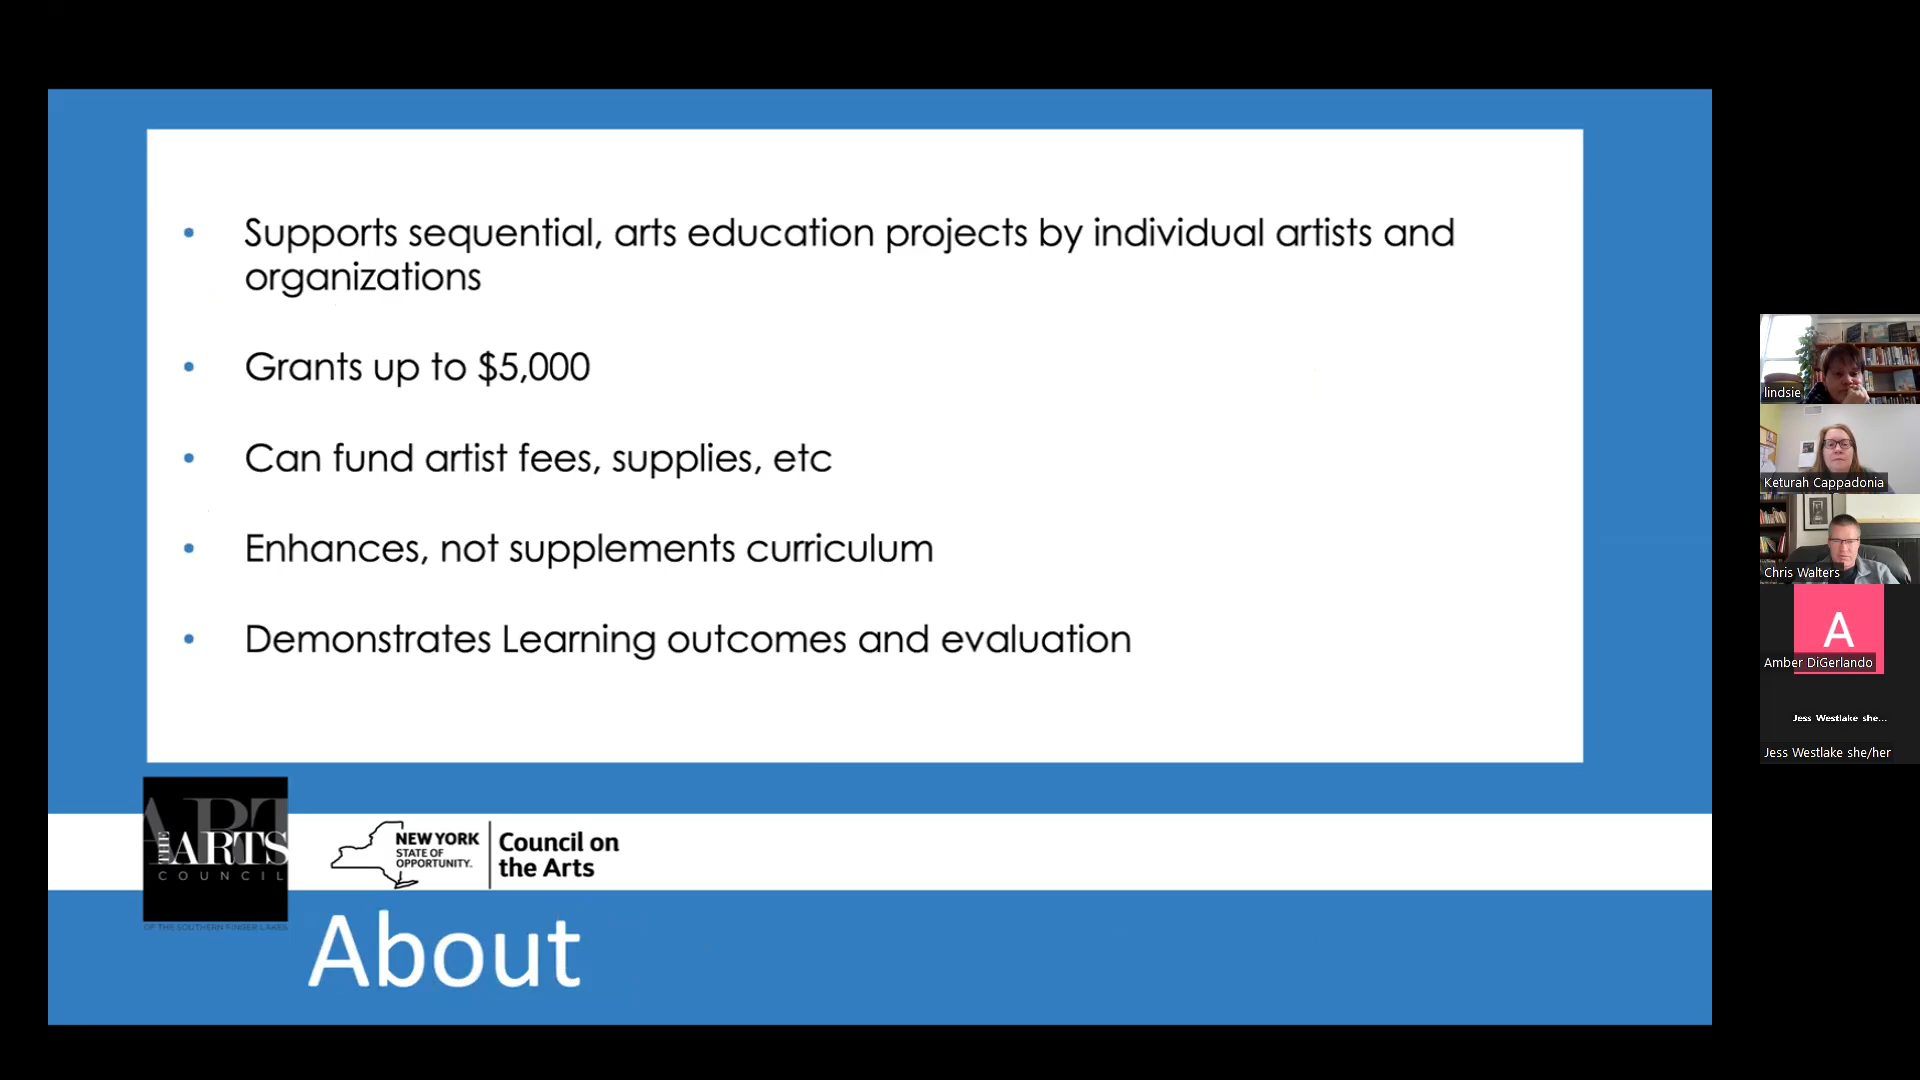 • Supports sequential, arts education projects by individual artists and
organizations
• Grants up to $5,000
• Can fund artist fees, supplies, etc
• Enhances, not supplements curriculum
• Demonstrates Learning outcomes and evaluation
ART
THE ARTS
COUNCIL
OF THE SOUTHERN FINGER LAKES
NEW YORK
STATE OF
OPPORTUNITY.
Council on
the Arts
About
lindsie
Keturah Cappadonia
Chris Walters
A
Amber DiGerlando
Jess Westlake she...
Jess Westlake she/her